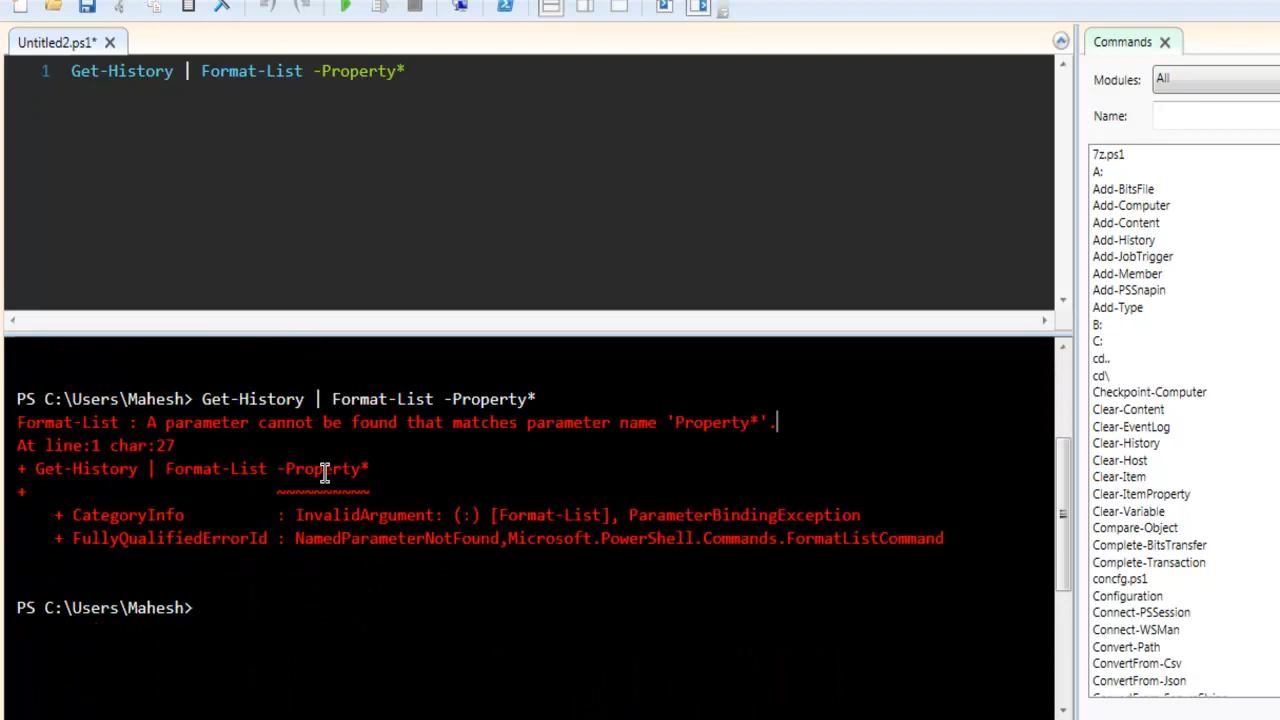 Untitled2.ps1*
1 Get-History | Format-List -Property*
PS C:\Users\Mahesh> Get-History | Format-List -Property*
Format-List : A parameter cannot be found that matches parameter name 'Property*'.
At line:1 char:27
+ Get-History | Format-List -Property*
+                           ~~~~~~~~~~
    + CategoryInfo          : InvalidArgument: (:) [Format-List], ParameterBindingException
    + FullyQualifiedErrorId : NamedParameterNotFound,Microsoft.PowerShell.Commands.FormatListCommand
PS C:\Users\Mahesh>
Commands
Modules: All
Name:
7z.ps1
A:
Add-BitsFile
Add-Computer
Add-Content
Add-History
Add-JobTrigger
Add-Member
Add-PSSnapin
Add-Type
B:
C:
cd..
cd\
Checkpoint-Computer
Clear-Content
Clear-EventLog
Clear-History
Clear-Host
Clear-Item
Clear-ItemProperty
Clear-Variable
Compare-Object
Complete-BitsTransfer
Complete-Transaction
concfg.ps1
Configuration
Connect-PSSession
Connect-WSMan
Convert-Path
ConvertFrom-Csv
ConvertFrom-Json